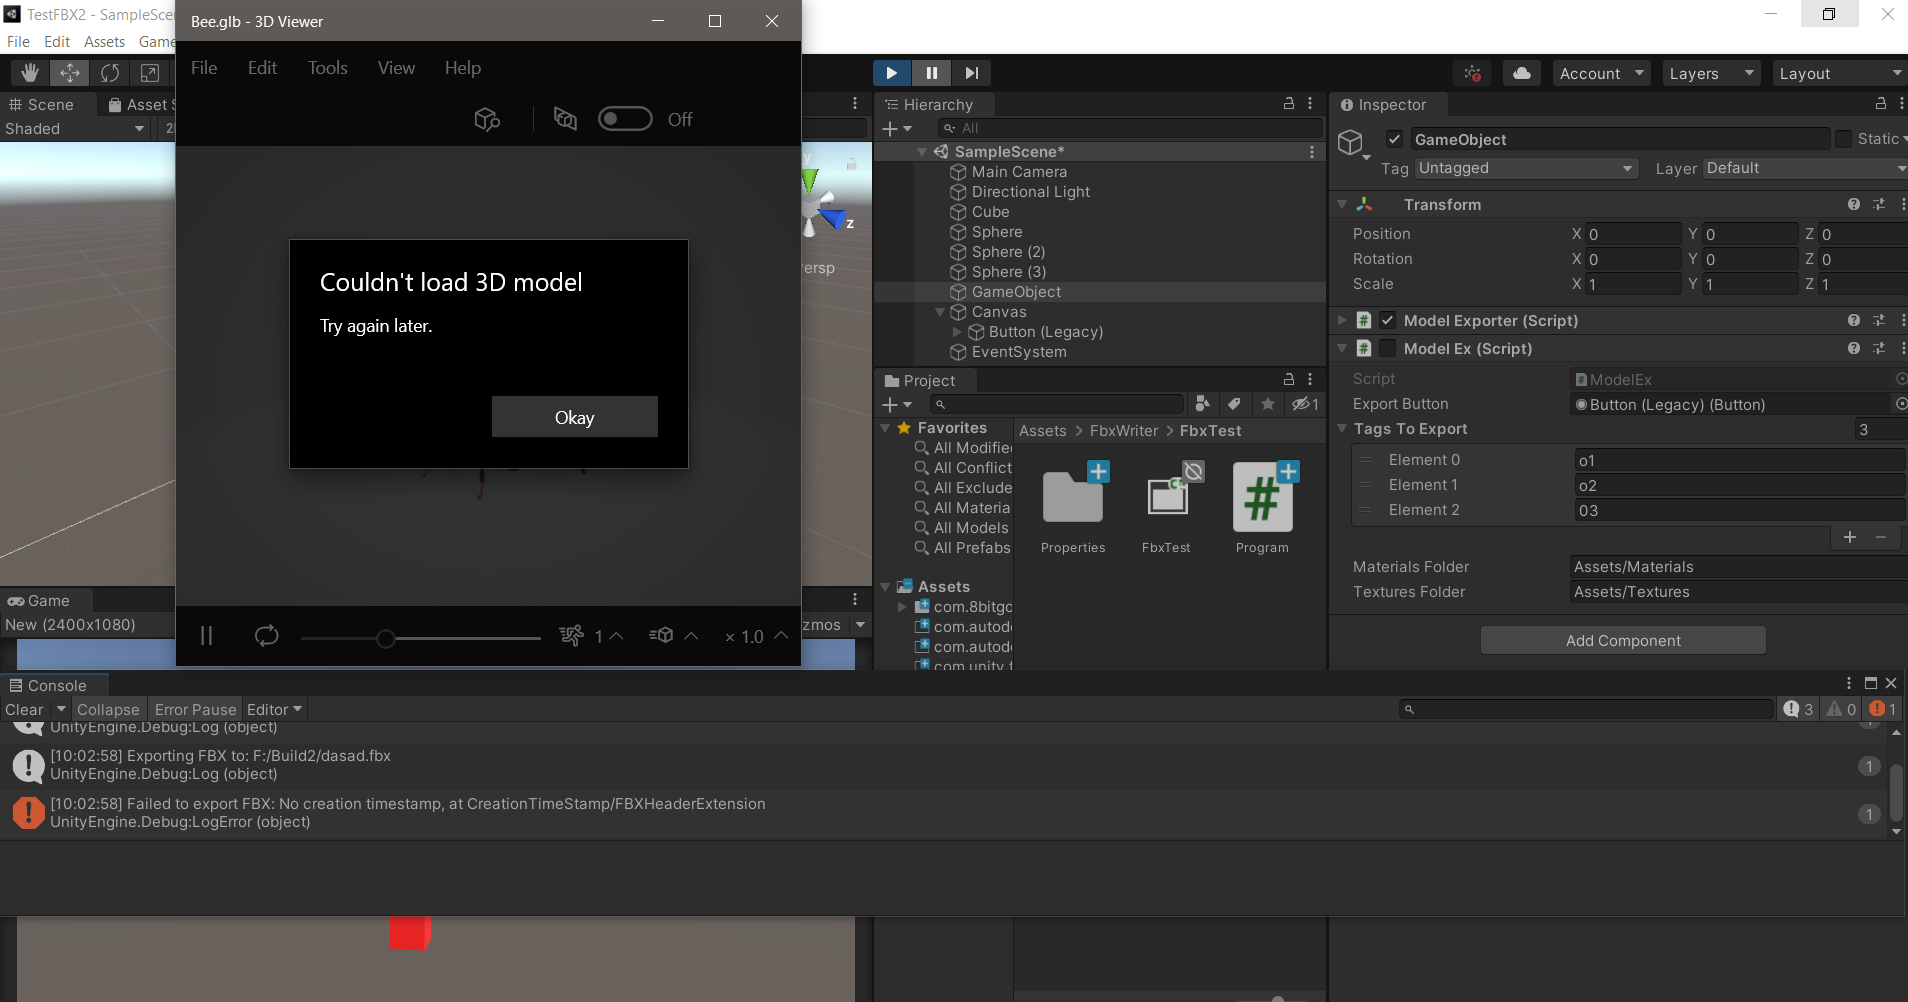 TestFBX2 - SampleSce
File Edit Assets Game
Bee.glb - 3D Viewer
File Edit Tools View Help
Off
Couldn't load 3D model
Try again later.
Okay
1
× 1.0
Scene
Asset S
Shaded
2
y
z
ersp
Game
New (2400x1080)
zmos
Account
Layers
Layout
Hierarchy
All
SampleScene*
Main Camera
Directional Light
Cube
Sphere
Sphere (2)
Sphere (3)
GameObject
Canvas
Button (Legacy)
EventSystem
Project
1
Favorites
All Modifie
All Conflict
All Exclude
All Materia
All Models
All Prefabs
Assets
com.8bitgo
com.autod
com.autod
com.unity.f
Assets > FbxWriter > FbxTest
Properties
FbxTest
Program
Inspector
GameObject
Static
Tag Untagged
Layer Default
Transform
Position X 0 Y 0 Z 0
Rotation X 0 Y 0 Z 0
Scale X 1 Y 1 Z 1
# Model Exporter (Script)
# Model Ex (Script)
Script ModelEx
Export Button Button (Legacy) (Button)
Tags To Export 3
Element 0 o1
Element 1 o2
Element 2 03
+ −
Materials Folder Assets/Materials
Textures Folder Assets/Textures
Add Component
Console
Clear Collapse Error Pause Editor
3 0 1
UnityEngine.Debug:Log (object)
[10:02:58] Exporting FBX to: F:/Build2/dasad.fbx
UnityEngine.Debug:Log (object)
1
[10:02:58] Failed to export FBX: No creation timestamp, at CreationTimeStamp/FBXHeaderExtension
UnityEngine.Debug:LogError (object)
1